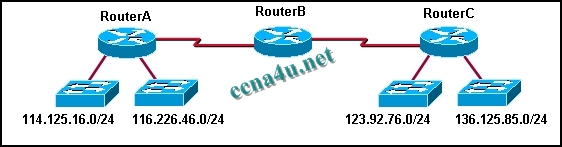 RouterA
RouterB
RouterC
ccna4u.net
114.125.16.0/24
116.226.46.0/24
123.92.76.0/24
136.125.85.0/24